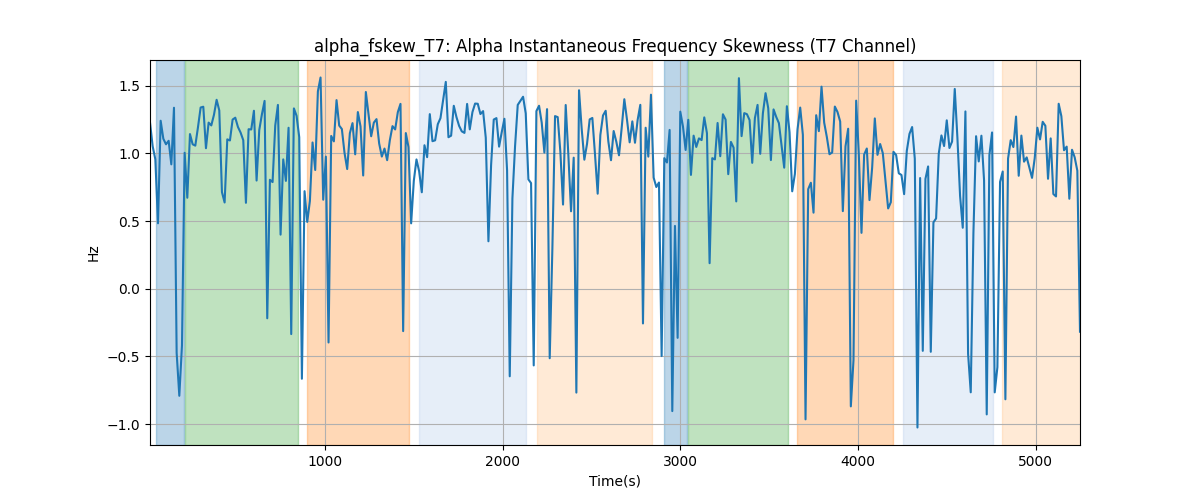 alpha_fskew_T7: Alpha Instantaneous Frequency Skewness (T7 Channel)
1.5
1.0
0.5
0.0
−0.5
−1.0
Hz
1000 2000 3000 4000 5000
Time(s)